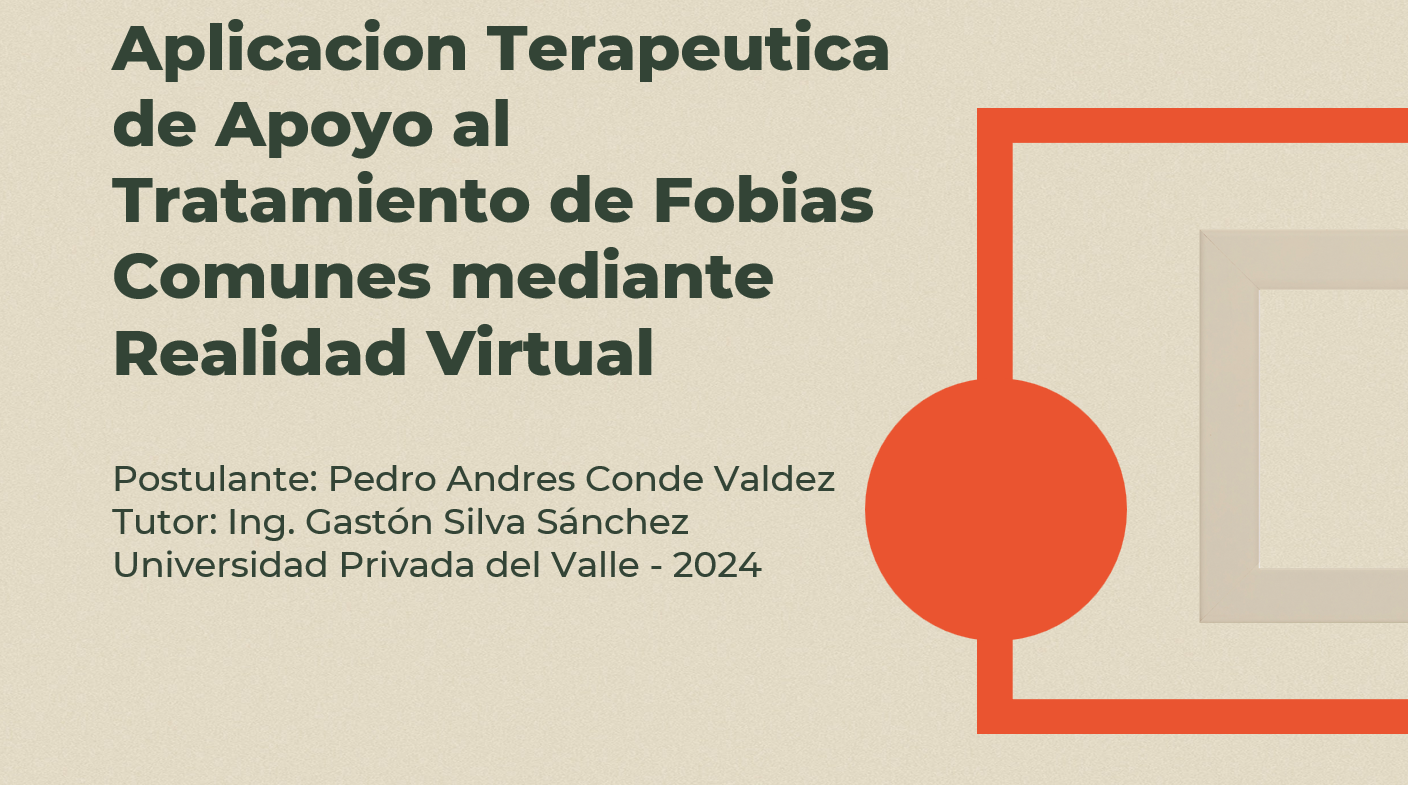 Aplicacion Terapeutica
de Apoyo al
Tratamiento de Fobias
Comunes mediante
Realidad Virtual
Postulante: Pedro Andres Conde Valdez
Tutor: Ing. Gastón Silva Sánchez
Universidad Privada del Valle - 2024